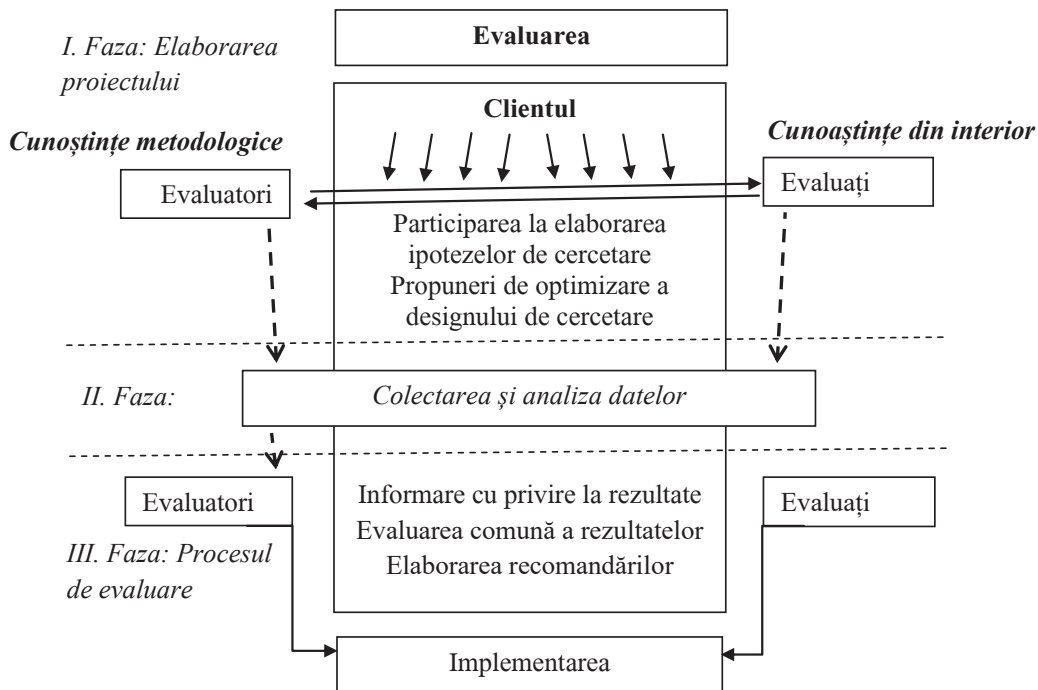 I. Faza: Elaborarea
proiectului
Evaluarea
Clientul
Cunoștințe metodologice
Cunoaștințe din interior
Evaluatori
Evaluați
Participarea la elaborarea
ipotezelor de cercetare
Propuneri de optimizare a
designului de cercetare
II. Faza:
Colectarea și analiza datelor
Evaluatori
Informare cu privire la rezultate
Evaluați
Evaluarea comună a rezultatelor
Elaborarea recomandărilor
III. Faza: Procesul
de evaluare
Implementarea